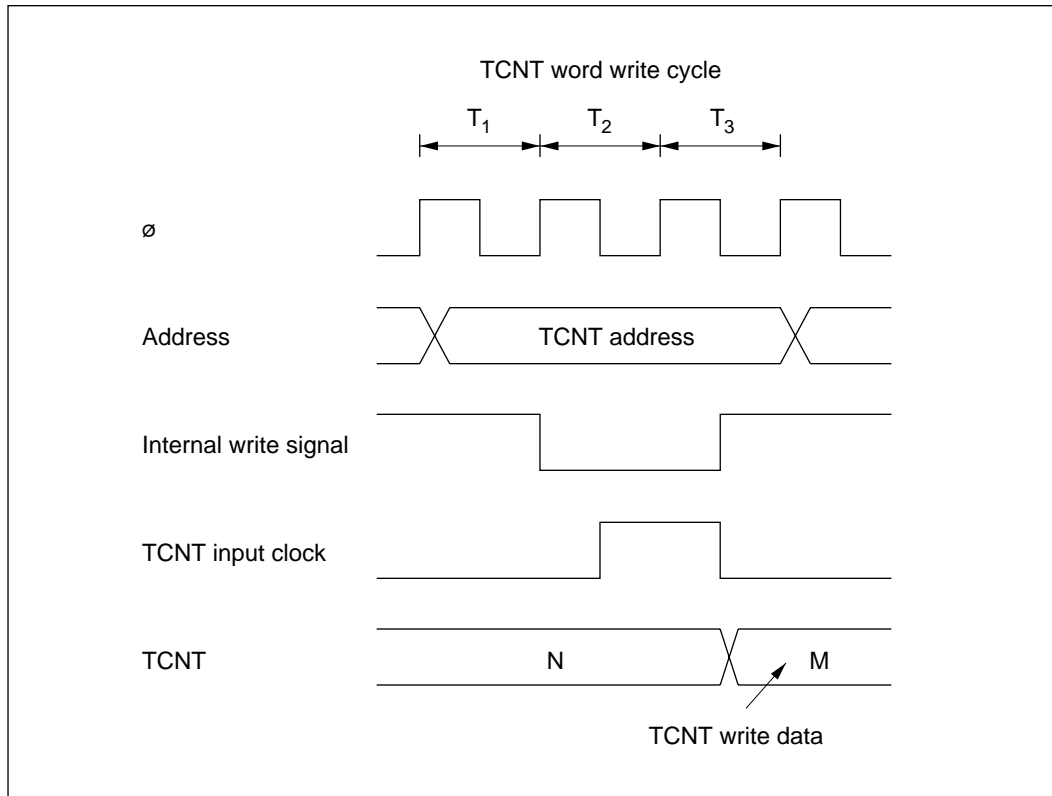 TCNT word write cycle
T1 T2 T3
ø
Address TCNT address
Internal write signal
TCNT input clock
TCNT N M
TCNT write data